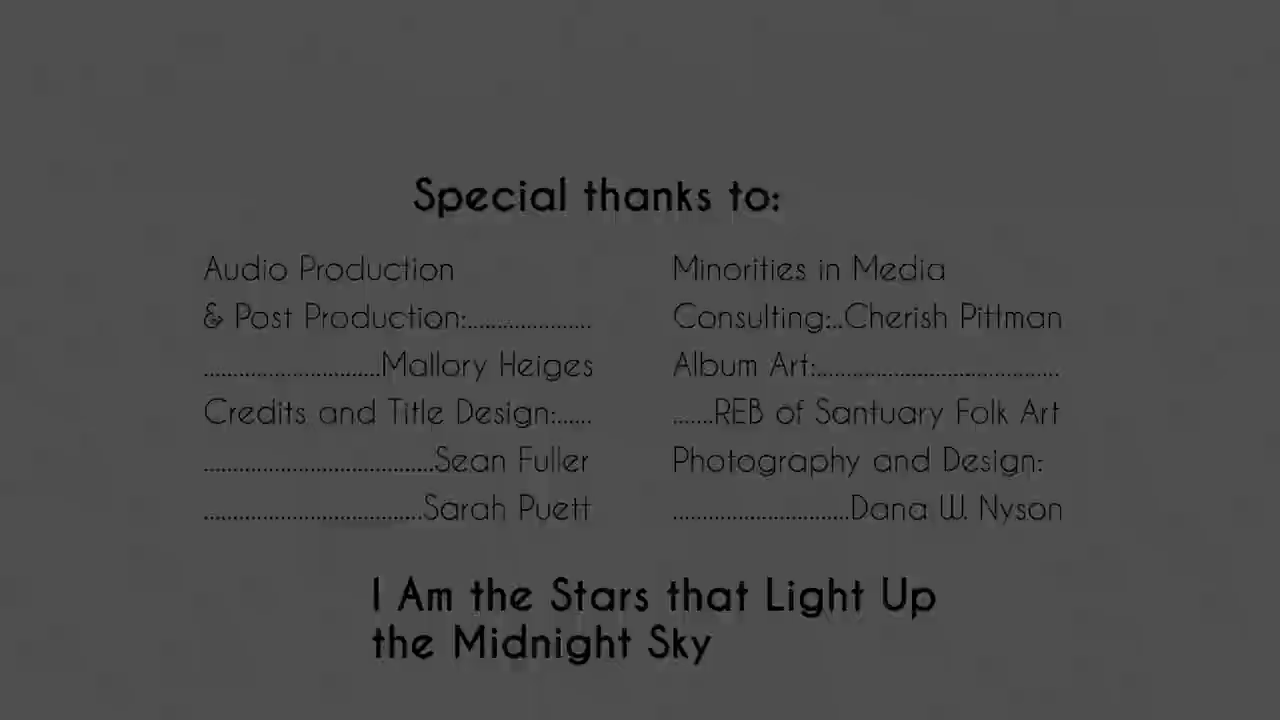 Special thanks to:
Audio Production
& Post Production:.....................
..............................Mallory Heiges
Credits and Title Design:......
.......................................Sean Fuller
.....................................Sarah Puett
Minorities in Media
Consulting:..Cherish Pittman
Album Art:.........................................
.......REB of Santuary Folk Art
Photography and Design:
..............................Dana W. Nyson
I Am the Stars that Light Up
the Midnight Sky